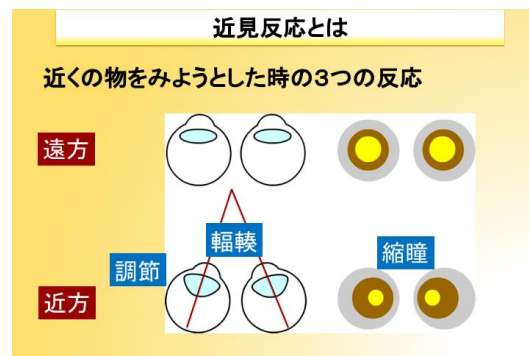 近見反応とは
近くの物をみようとした時の３つの反応
遠方
輻輳
縮瞳
調節
近方